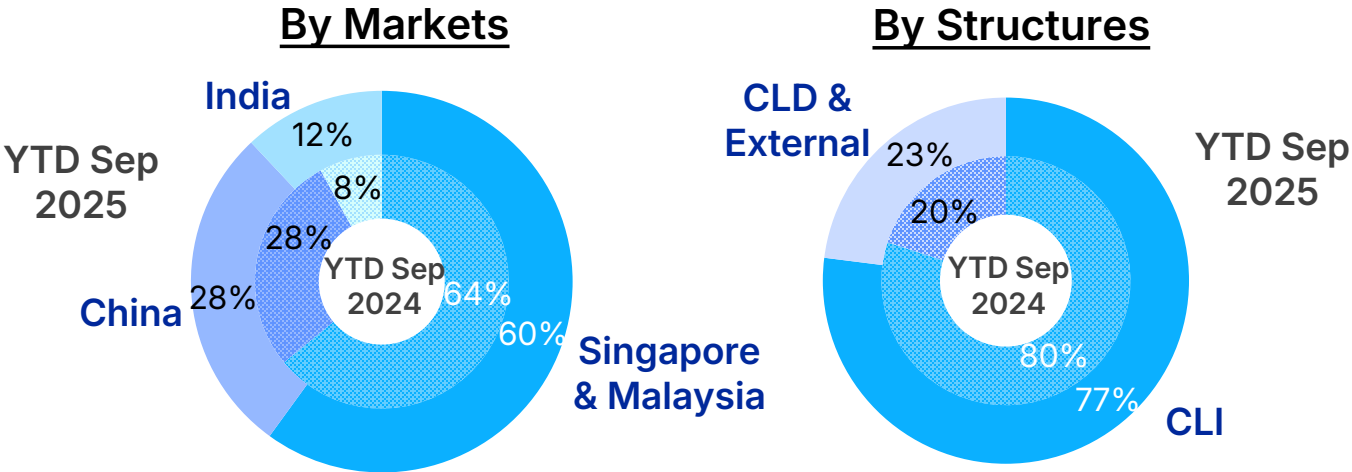 By Markets
India
12%
YTD Sep
2025
8%
28%
YTD Sep
2024
64%
China
28%
60%
Singapore
& Malaysia
By Structures
CLD &
External
23%
YTD Sep
2025
20%
YTD Sep
2024
80%
77%
CLI